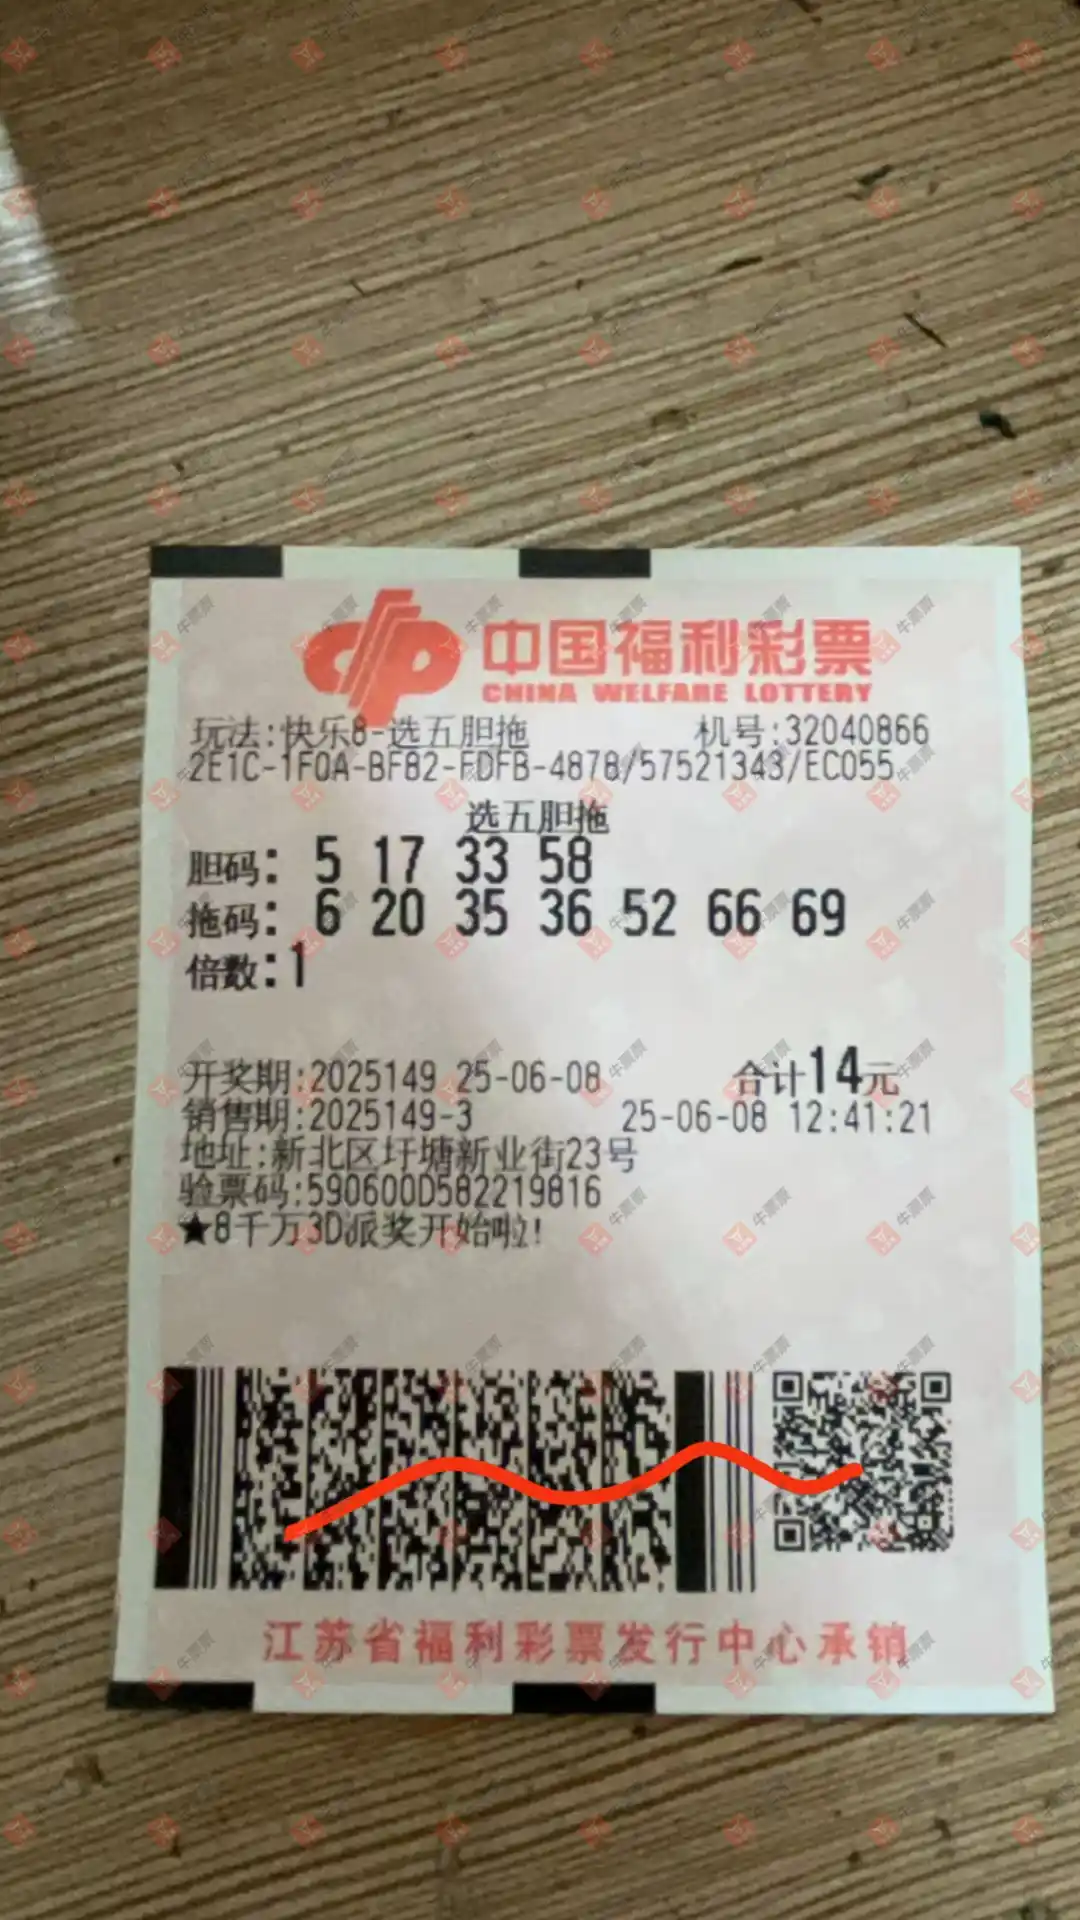 中国福利彩票
CHINA WELFARE LOTTERY
玩法:快乐8-选五胆拖 机号:32040866
2E1C-1F0A-BF82-FDFB-4878/57521343/EC055
选五胆拖
胆码: 5 17 33 58
拖码: 6 20 35 36 52 66 69
倍数:1
开奖期:2025149 25-06-08 合计14元
销售期:2025149-3 25-06-08 12:41:21
地址:新北区圩塘新业街23号
验票码:590600D582219816
★8千万3D派奖开始啦!
江苏省福利彩票发行中心承销
牛票票